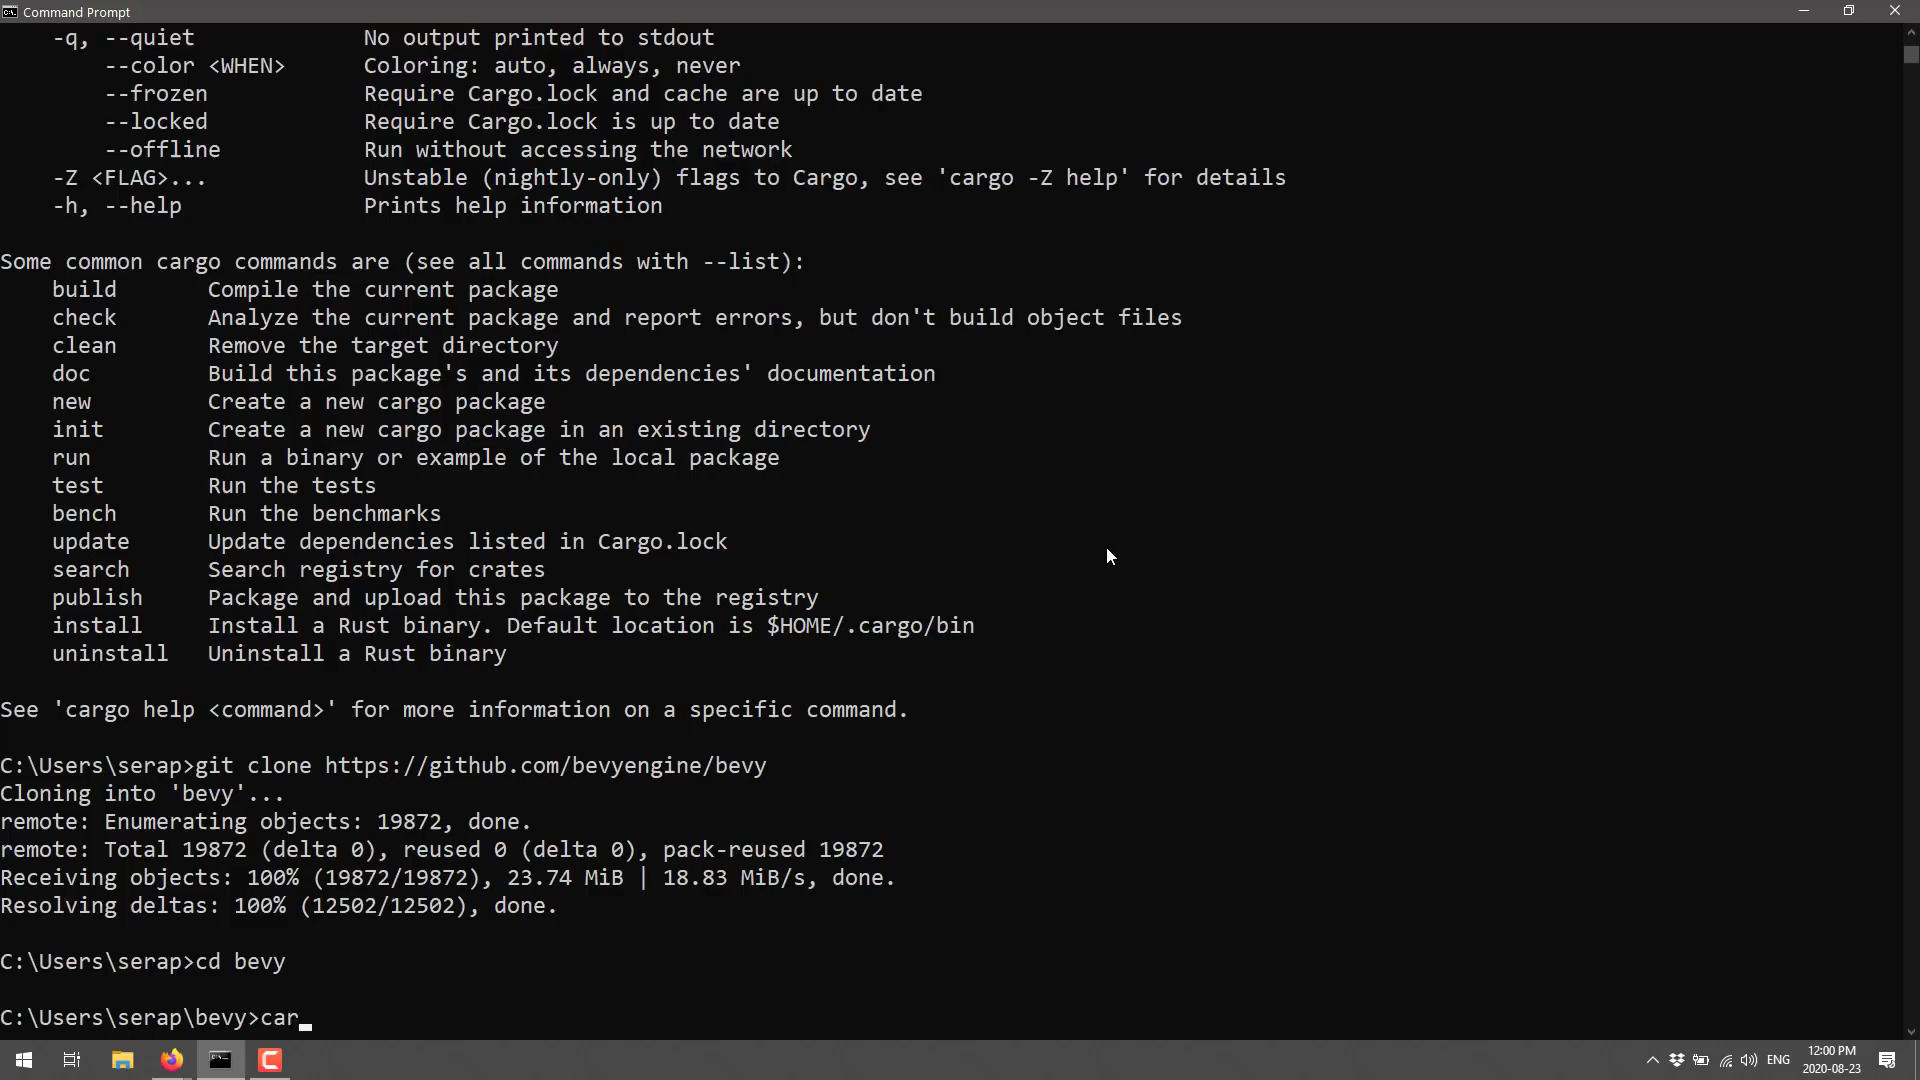 Command Prompt
-q, --quiet No output printed to stdout
--color <WHEN> Coloring: auto, always, never
--frozen Require Cargo.lock and cache are up to date
--locked Require Cargo.lock is up to date
--offline Run without accessing the network
-Z <FLAG>... Unstable (nightly-only) flags to Cargo, see 'cargo -Z help' for details
-h, --help Prints help information
Some common cargo commands are (see all commands with --list):
build Compile the current package
check Analyze the current package and report errors, but don't build object files
clean Remove the target directory
doc Build this package's and its dependencies' documentation
new Create a new cargo package
init Create a new cargo package in an existing directory
run Run a binary or example of the local package
test Run the tests
bench Run the benchmarks
update Update dependencies listed in Cargo.lock
search Search registry for crates
publish Package and upload this package to the registry
install Install a Rust binary. Default location is $HOME/.cargo/bin
uninstall Uninstall a Rust binary
See 'cargo help <command>' for more information on a specific command.
C:\Users\serap>git clone https://github.com/bevyengine/bevy
Cloning into 'bevy'...
remote: Enumerating objects: 19872, done.
remote: Total 19872 (delta 0), reused 0 (delta 0), pack-reused 19872
Receiving objects: 100% (19872/19872), 23.74 MiB | 18.83 MiB/s, done.
Resolving deltas: 100% (12502/12502), done.
C:\Users\serap>cd bevy
C:\Users\serap\bevy>car
ENG
12:00 PM
2020-08-23